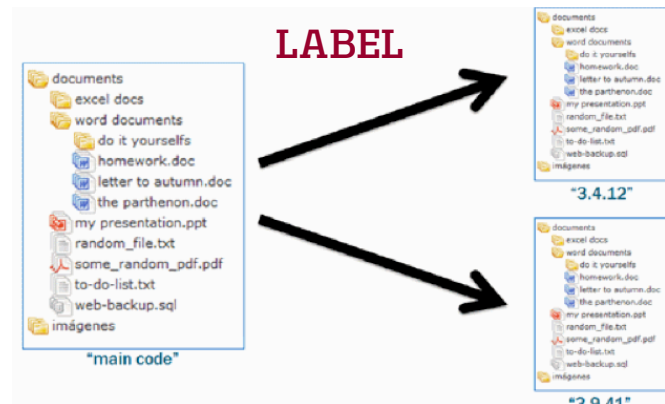 LABEL
documents
excel docs
word documents
do it yourselfs
homework.doc
letter to autumn.doc
the parthenon.doc
my presentation.ppt
random_file.txt
some_random_pdf.pdf
to-do-list.txt
web-backup.sql
imágenes
"main code"
documents
excel docs
word documents
do it yourselfs
homework.doc
letter to autumn.doc
the parthenon.doc
my presentation.ppt
random_file.txt
some_random_pdf.pdf
to-do-list.txt
web-backup.sql
imágenes
"3.4.12"
documents
excel docs
word documents
do it yourselfs
homework.doc
letter to autumn.doc
the parthenon.doc
my presentation.ppt
random_file.txt
some_random_pdf.pdf
to-do-list.txt
web-backup.sql
imágenes
"3.9.41"